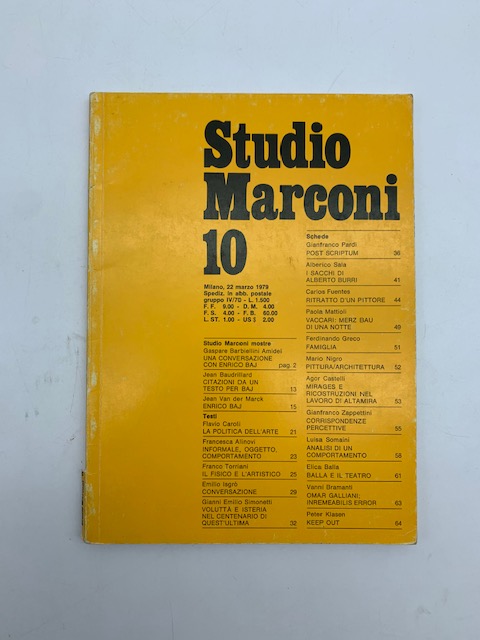 Studio
Marconi
10
Milano, 22 marzo 1979
Spediz. in abb. postale
gruppo IV/70 - L. 1.500
F. F. 9.00 - D. M. 4.00
F. S. 4.00 - F. B. 60.00
L. ST. 1.00 - US $ 2.00
Studio Marconi mostre
Gaspare Barbiellini Amidei
UNA CONVERSAZIONE
CON ENRICO BAJ pag. 2
Jean Baudrillard
CITAZIONI DA UN
TESTO PER BAJ 13
Jean Van der Marck
ENRICO BAJ 15
Testi
Flavio Caroli
LA POLITICA DELL'ARTE 21
Francesca Alinovi
INFORMALE, OGGETTO,
COMPORTAMENTO 23
Franco Torriani
IL FISICO E L'ARTISTICO 25
Emilio Isgrò
CONVERSAZIONE 29
Gianni Emilio Simonetti
VOLUTTÀ E ISTERIA
NEL CENTENARIO DI
QUEST'ULTIMA 32
Schede
Gianfranco Pardi
POST SCRIPTUM 36
Alberico Sala
I SACCHI DI
ALBERTO BURRI 41
Carlos Fuentes
RITRATTO D'UN PITTORE 44
Paola Mattioli
VACCARI: MERZ BAU
DI UNA NOTTE 49
Ferdinando Greco
FAMIGLIA 51
Mario Nigro
PITTURA/ARCHITETTURA 52
Agor Castelli
MIRAGES E
RICOSTRUZIONI NEL
LAVORO DI ALTAMIRA 53
Gianfranco Zappettini
CORRISPONDENZE
PERCETTIVE 55
Luisa Somaini
ANALISI DI UN
COMPORTAMENTO 58
Elica Balla
BALLA E IL TEATRO 61
Vanni Bramanti
OMAR GALLIANI;
INREMEABILIS ERROR 63
Peter Klasen
KEEP OUT 64